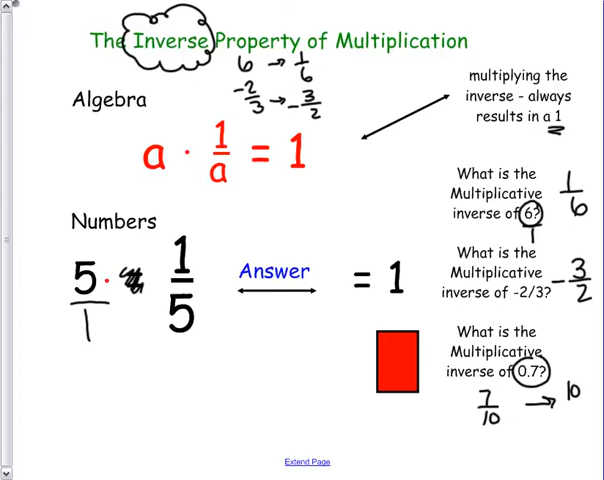 The Inverse Property of Multiplication
6 → 1/6
-2/3 → -3/2
Algebra
a · 1/a = 1
multiplying the
inverse - always
results in a 1
What is the
Multiplicative
inverse of 6?
1
1/6
Numbers
5/1 · 1/5
Answer
= 1
What is the
Multiplicative
inverse of -2/3?
-3/2
What is the
Multiplicative
inverse of 0.7?
7/10 → 10
Extend Page